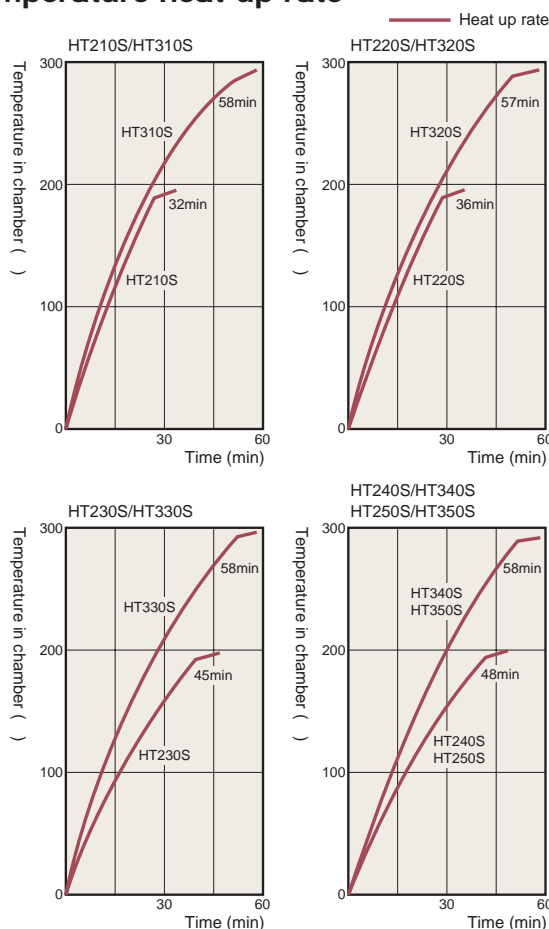 Heat up rate
HT210S/HT310S
Temperature in chamber ( )
300
200
100
0
30
60
Time (min)
HT310S
58min
32min
HT210S
HT220S/HT320S
Temperature in chamber ( )
300
200
100
0
30
60
Time (min)
HT320S
57min
36min
HT220S
HT230S/HT330S
Temperature in chamber ( )
300
200
100
0
30
60
Time (min)
HT330S
58min
45min
HT230S
HT240S/HT340S
HT250S/HT350S
Temperature in chamber ( )
300
200
100
0
30
60
Time (min)
HT340S
HT350S
58min
48min
HT240S
HT250S